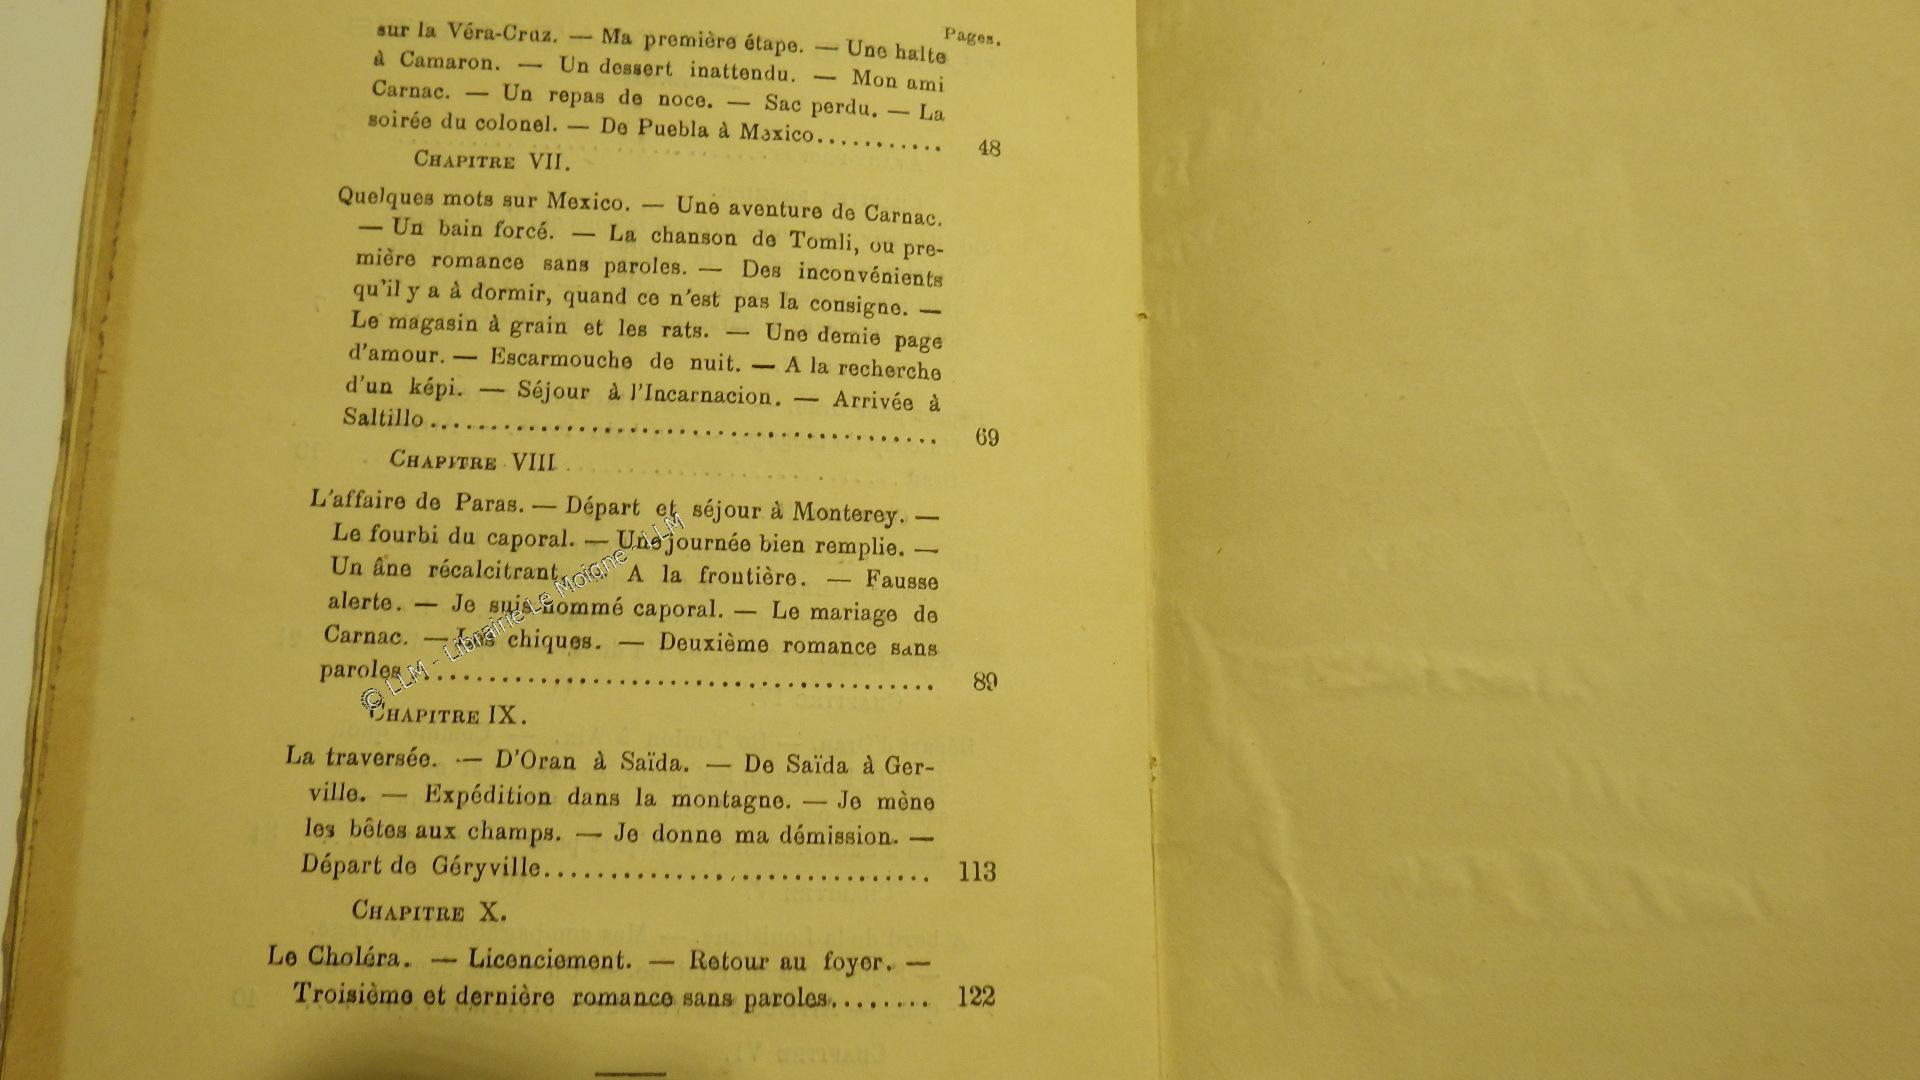 Pages.
sur la Véra-Cruz. — Ma première étape. — Une halte
à Camaron. — Un dessert inattendu. — Mon ami
Carnac. — Un repas de noce. — Sac perdu. — La
soirée du colonel. — De Puebla à Mexico........... 48
CHAPITRE VII.
Quelques mots sur Mexico. — Une aventure de Carnac.
— Un bain forcé. — La chanson de Tomli, ou pre-
mière romance sans paroles. — Des inconvénients
qu'il y a à dormir, quand ce n'est pas la consigne. —
Le magasin à grain et les rats. — Une demie page
d'amour. — Escarmouche de nuit. — A la recherche
d'un képi. — Séjour à l'Incarnacion. — Arrivée à
Saltillo......................................... 69
CHAPITRE VIII
L'affaire de Paras. — Départ et séjour à Monterey. —
Le fourbi du caporal. — Une journée bien remplie. —
Un âne récalcitrant. — A la frontière. — Fausse
alerte. — Je suis nommé caporal. — Le mariage de
Carnac. — Les chiques. — Deuxième romance sans
paroles......................................... 89
© LLM - Librairie Le Moigne - LLM
CHAPITRE IX.
La traversée. — D'Oran à Saïda. — De Saïda à Ger-
ville. — Expédition dans la montagne. — Je mène
les bêtes aux champs. — Je donne ma démission. —
Départ de Géryville.............................. 113
CHAPITRE X.
Le Choléra. — Licenciement. — Retour au foyer. —
Troisième et dernière romance sans paroles........ 122